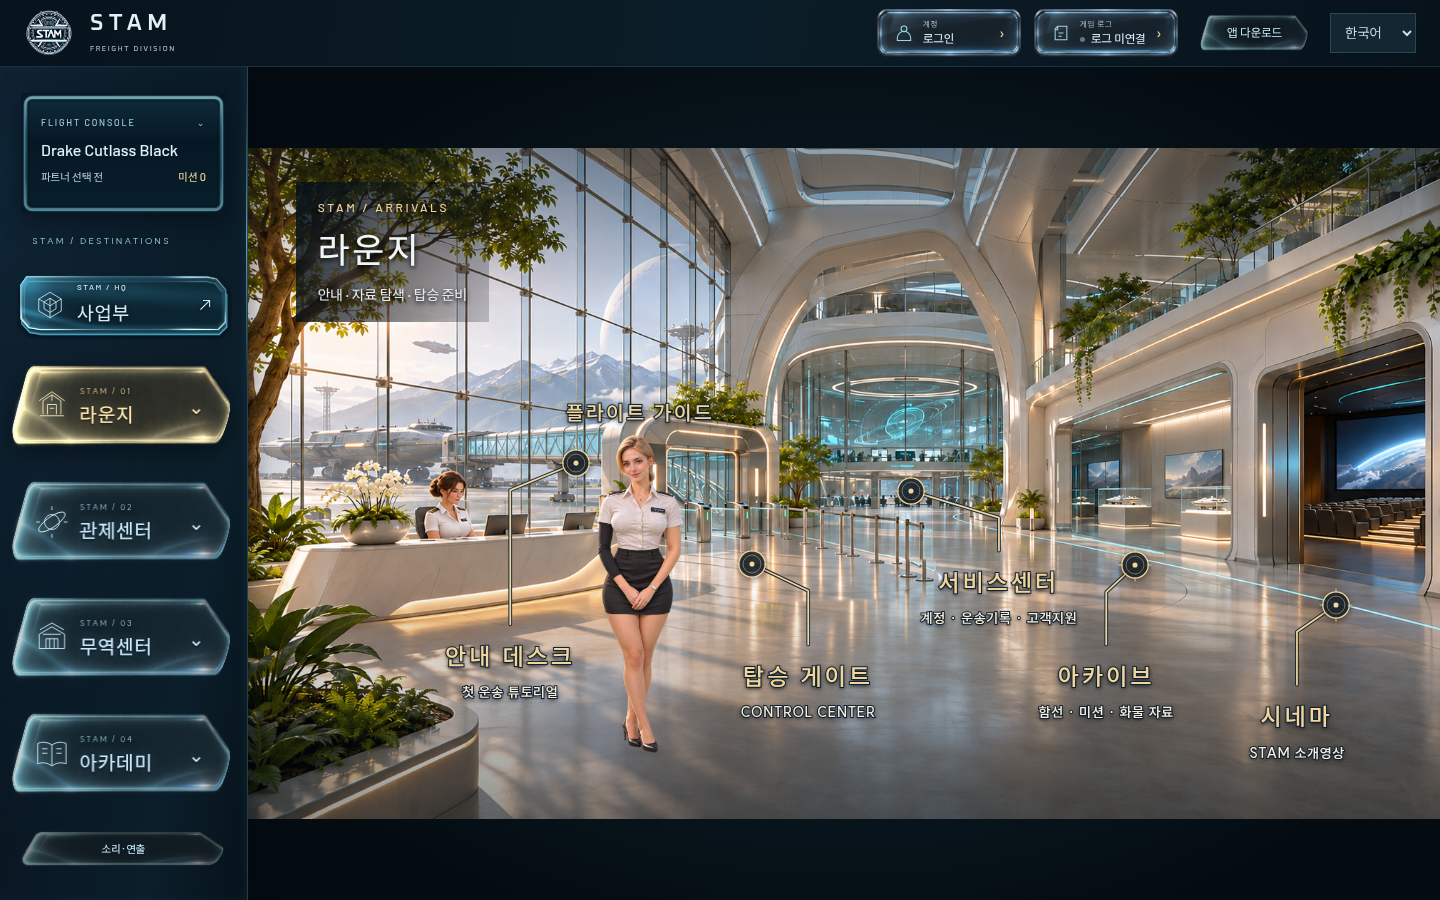 STAM
STAM
FREIGHT DIVISION
계정
로그인
게임 로그
로그 미연결
앱 다운로드
한국어
FLIGHT CONSOLE
Drake Cutlass Black
파트너 선택 전
미션 0
STAM / DESTINATIONS
STAM / HQ
사업부
STAM / 01
라운지
STAM / 02
관제센터
STAM / 03
무역센터
STAM / 04
아카데미
소리·연출
STAM / ARRIVALS
라운지
안내·자료 탐색·탑승 준비
플라이트 가이드
안내 데스크
첫 운송 튜토리얼
탑승 게이트
CONTROL CENTER
서비스센터
계정 · 운송기록 · 고객지원
아카이브
함선 · 미션 · 화물 자료
시네마
STAM 소개영상